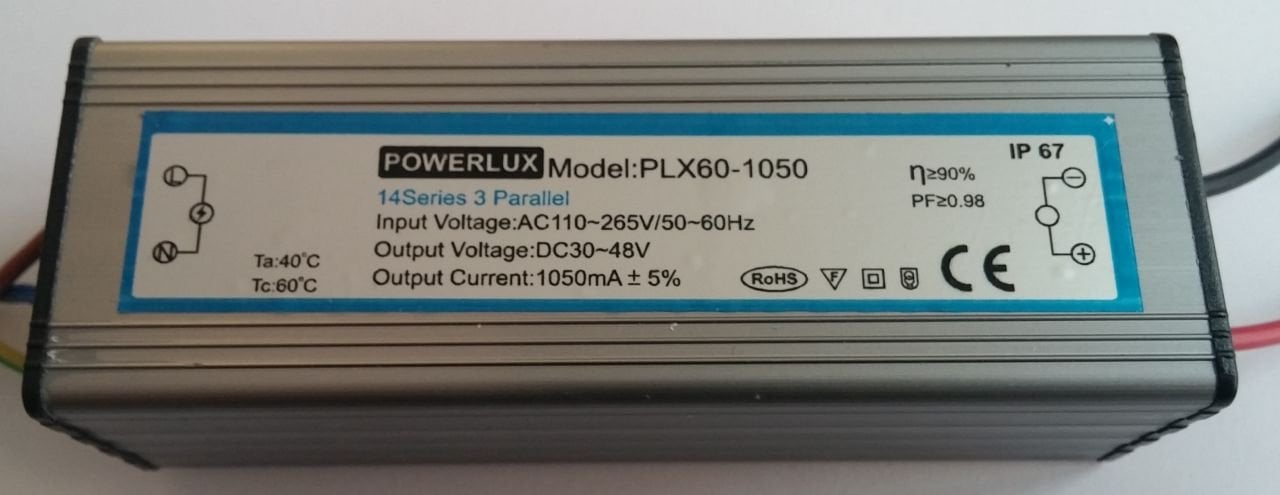 POWERLUX Model:PLX60-1050
IP 67
14Series 3 Parallel
η≥90%
Input Voltage:AC110~265V/50~60Hz
PF≥0.98
Output Voltage:DC30~48V
Output Current:1050mA ± 5%
L
N
Ta:40°C
Tc:60°C
RoHS
F
CE